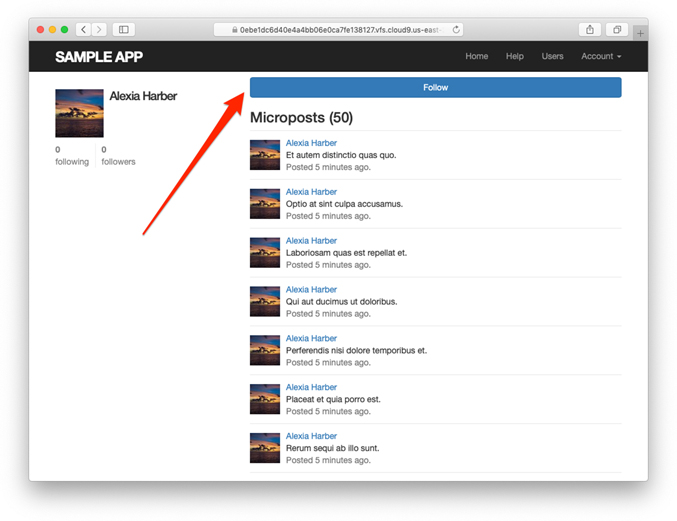 0ebe1dc6d40e4a4bb06e0ca7fe138127.vfs.cloud9.us-east-
SAMPLE APP
Home Help Users Account
Alexia Harber
0 following
0 followers
Follow
Microposts (50)
Alexia Harber
Et autem distinctio quas quo.
Posted 5 minutes ago.
Alexia Harber
Optio at sint culpa accusamus.
Posted 5 minutes ago.
Alexia Harber
Laboriosam quas est repellat et.
Posted 5 minutes ago.
Alexia Harber
Qui aut ducimus ut doloribus.
Posted 5 minutes ago.
Alexia Harber
Perferendis nisi dolore temporibus et.
Posted 5 minutes ago.
Alexia Harber
Placeat et quia porro est.
Posted 5 minutes ago.
Alexia Harber
Rerum sequi ab illo sunt.
Posted 5 minutes ago.